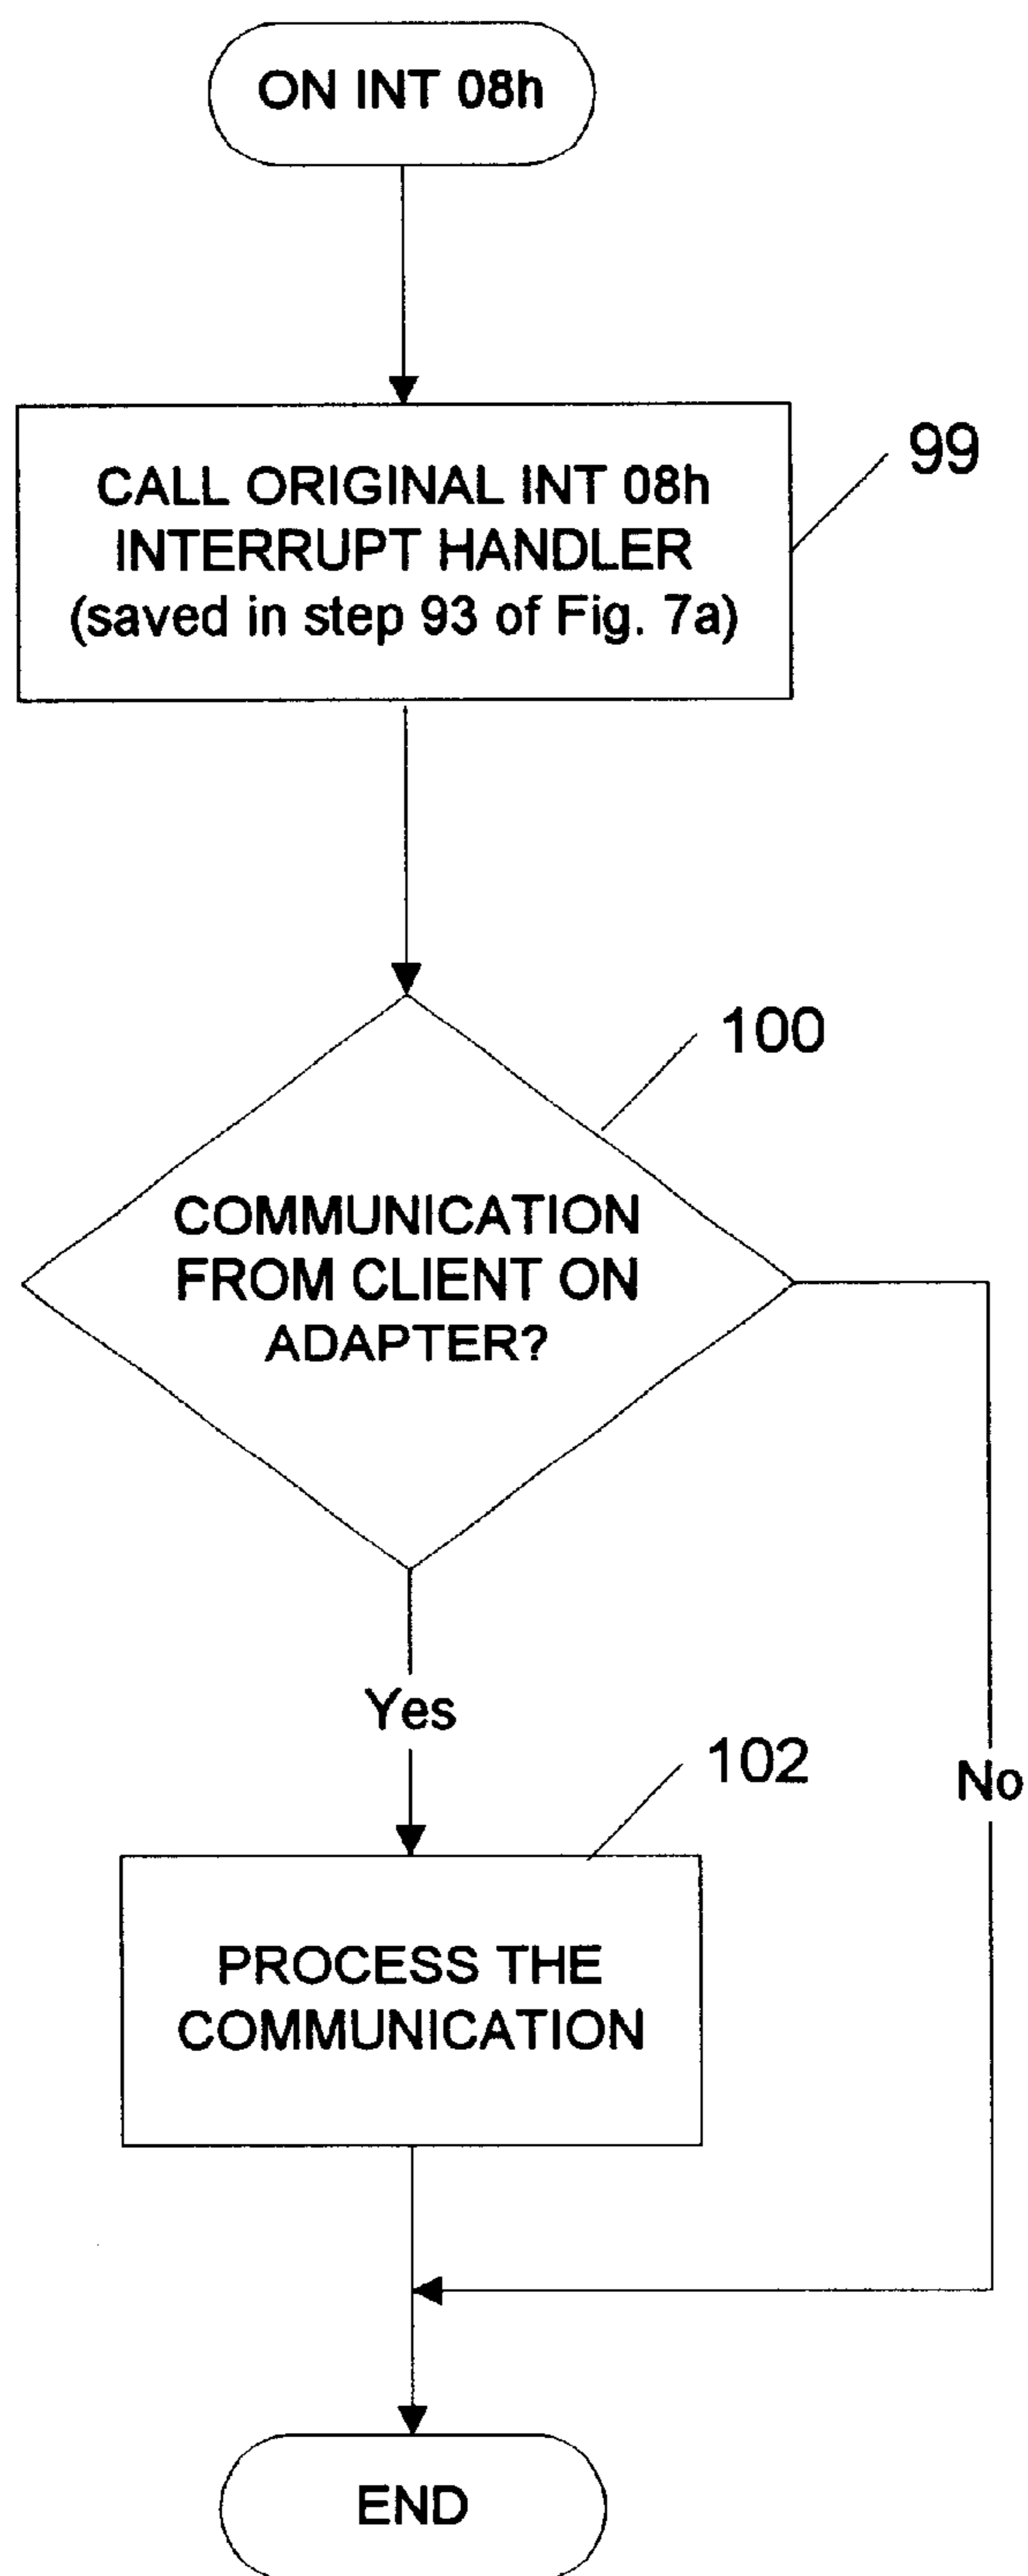 ON INT 08h
CALL ORIGINAL INT 08h
INTERRUPT HANDLER
(saved in step 93 of Fig. 7a)
99
100
COMMUNICATION
FROM CLIENT ON
ADAPTER?
Yes
No
102
PROCESS THE
COMMUNICATION
END